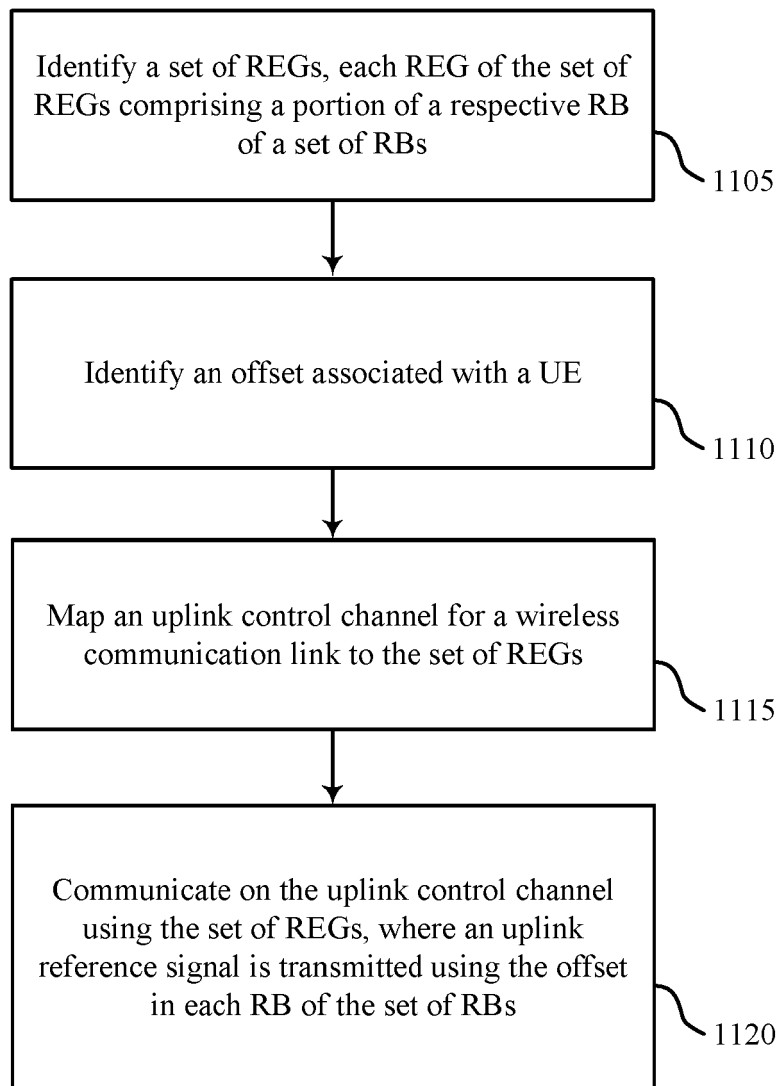 Identify a set of REGs, each REG of the set of
REGs comprising a portion of a respective RB
of a set of RBs
1105
Identify an offset associated with a UE
1110
Map an uplink control channel for a wireless
communication link to the set of REGs
1115
Communicate on the uplink control channel
using the set of REGs, where an uplink
reference signal is transmitted using the offset
in each RB of the set of RBs
1120